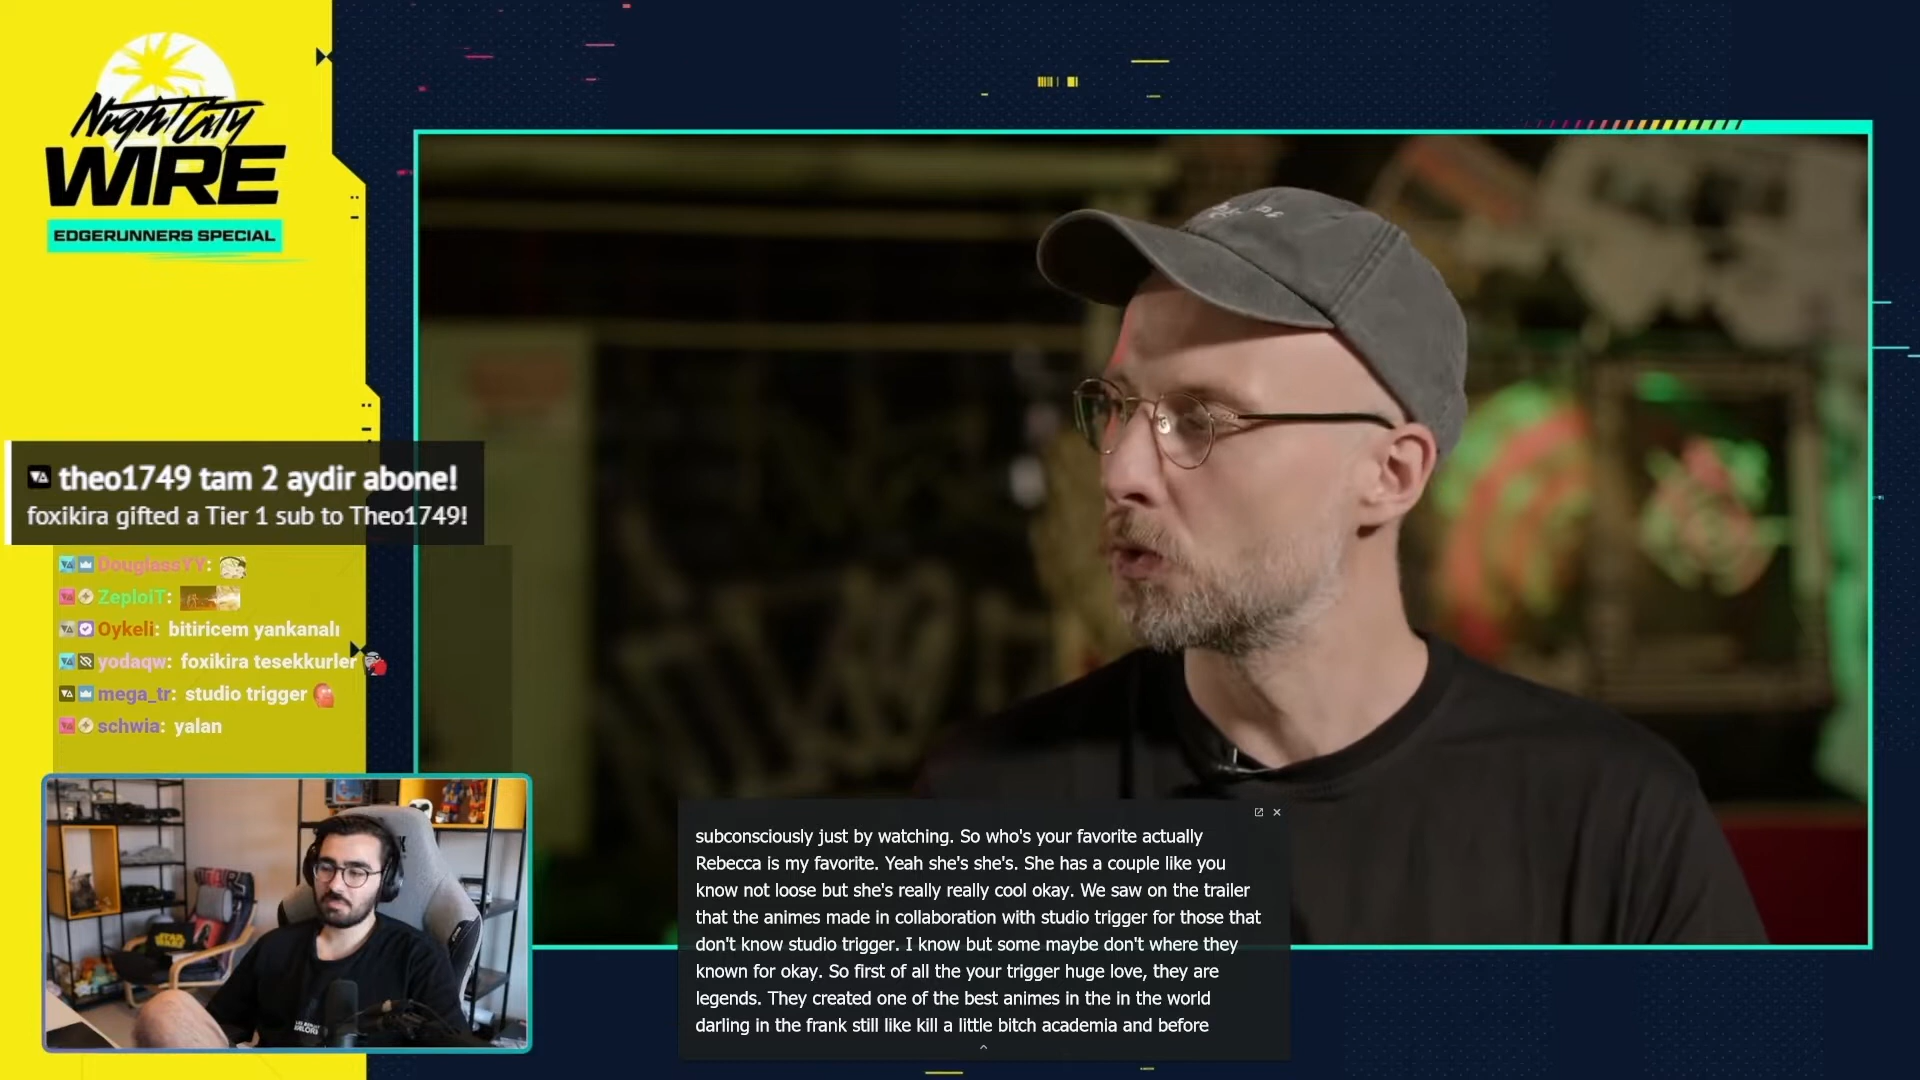 Night City
WIRE
EDGERUNNERS SPECIAL
theo1749 tam 2 aydir abone!
foxikira gifted a Tier 1 sub to Theo1749!
DouglassYY:
ZeploiT:
Oykeli: bitiricem yankanalı
yodaqw: foxikira tesekkurler
mega_tr: studio trigger
schwia: yalan
STAR WARS
subconsciously just by watching. So who's your favorite actually
Rebecca is my favorite. Yeah she's she's. She has a couple like you
know not loose but she's really really cool okay. We saw on the trailer
that the animes made in collaboration with studio trigger for those that
don't know studio trigger. I know but some maybe don't where they
known for okay. So first of all the your trigger huge love, they are
legends. They created one of the best animes in the in the world
darling in the frank still like kill a little bitch academia and before